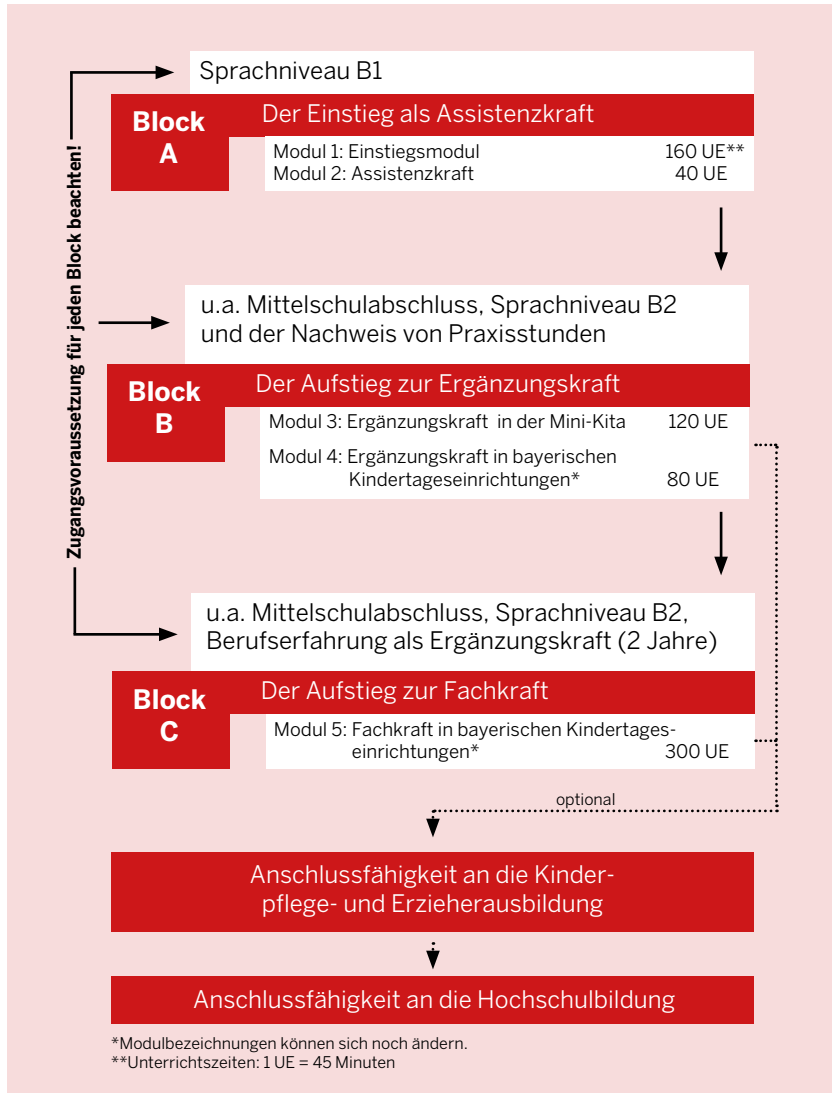 Zugangsvoraussetzung für jeden Block beachten!
Sprachniveau B1
Block
A
Der Einstieg als Assistenzkraft
Modul 1: Einstiegsmodul 160 UE**
Modul 2: Assistenzkraft 40 UE
u.a. Mittelschulabschluss, Sprachniveau B2
und der Nachweis von Praxisstunden
Block
B
Der Aufstieg zur Ergänzungskraft
Modul 3: Ergänzungskraft in der Mini-Kita 120 UE
Modul 4: Ergänzungskraft in bayerischen
Kindertageseinrichtungen* 80 UE
u.a. Mittelschulabschluss, Sprachniveau B2,
Berufserfahrung als Ergänzungskraft (2 Jahre)
Block
C
Der Aufstieg zur Fachkraft
Modul 5: Fachkraft in bayerischen Kindertages-
einrichtungen* 300 UE
optional
Anschlussfähigkeit an die Kinder-
pflege- und Erzieherausbildung
Anschlussfähigkeit an die Hochschulbildung
*Modulbezeichnungen können sich noch ändern.
**Unterrichtszeiten: 1 UE = 45 Minuten